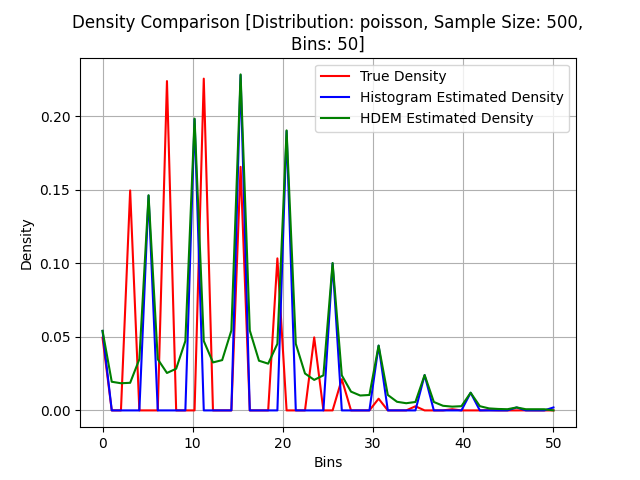 Density Comparison [Distribution: poisson, Sample Size: 500,
Bins: 50]
True Density
Histogram Estimated Density
HDEM Estimated Density
Density
0.20
0.15
0.10
0.05
0.00
0 10 20 30 40 50
Bins